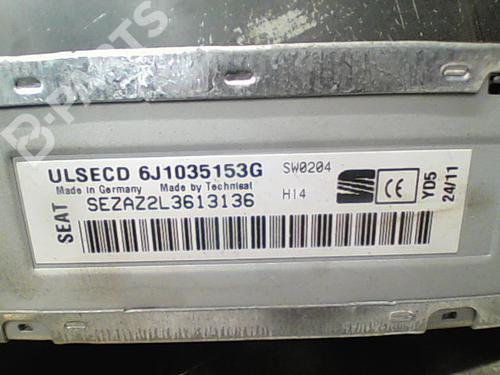 B-PARTS
ULSECD 6J1035153G SW0204
Made in Germany Made by Technisat
SEZAZ2L3613136 H14
SEAT
CE
YD5
24/11